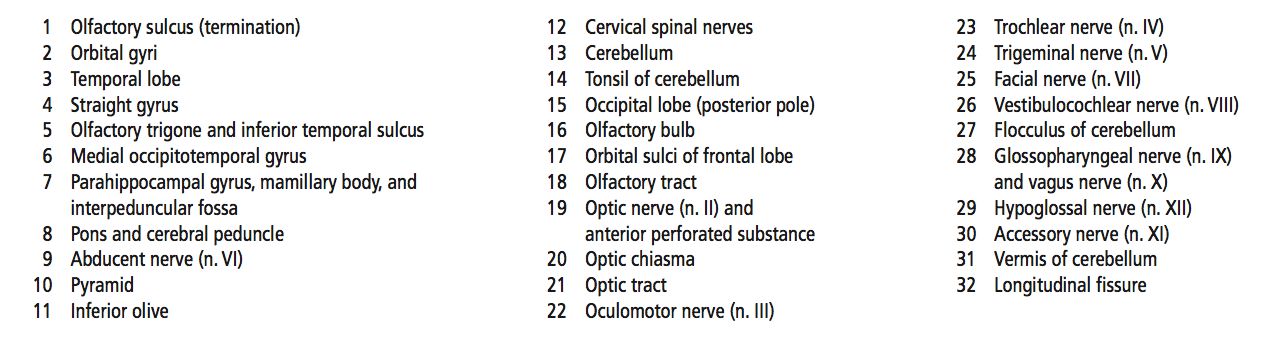 1 Olfactory sulcus (termination)
2 Orbital gyri
3 Temporal lobe
4 Straight gyrus
5 Olfactory trigone and inferior temporal sulcus
6 Medial occipitotemporal gyrus
7 Parahippocampal gyrus, mamillary body, and
interpeduncular fossa
8 Pons and cerebral peduncle
9 Abducent nerve (n. VI)
10 Pyramid
11 Inferior olive
12 Cervical spinal nerves
13 Cerebellum
14 Tonsil of cerebellum
15 Occipital lobe (posterior pole)
16 Olfactory bulb
17 Orbital sulci of frontal lobe
18 Olfactory tract
19 Optic nerve (n. II) and
anterior perforated substance
20 Optic chiasma
21 Optic tract
22 Oculomotor nerve (n. III)
23 Trochlear nerve (n. IV)
24 Trigeminal nerve (n. V)
25 Facial nerve (n. VII)
26 Vestibulocochlear nerve (n. VIII)
27 Flocculus of cerebellum
28 Glossopharyngeal nerve (n. IX)
and vagus nerve (n. X)
29 Hypoglossal nerve (n. XII)
30 Accessory nerve (n. XI)
31 Vermis of cerebellum
32 Longitudinal fissure